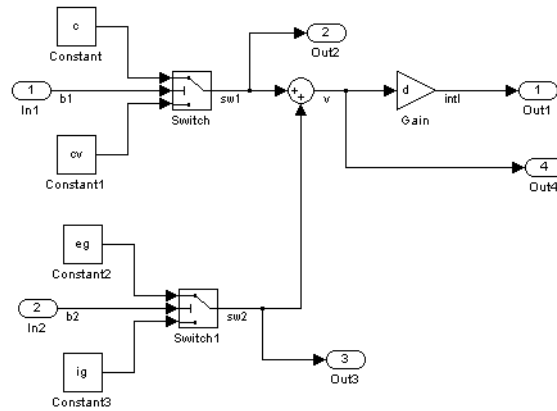 c
Constant
2
Out2
1
In1
b1
sw1
Switch
v
d
Gain
intl
1
Out1
cv
Constant1
4
Out4
eg
Constant2
2
In2
b2
sw2
Switch1
3
Out3
ig
Constant3